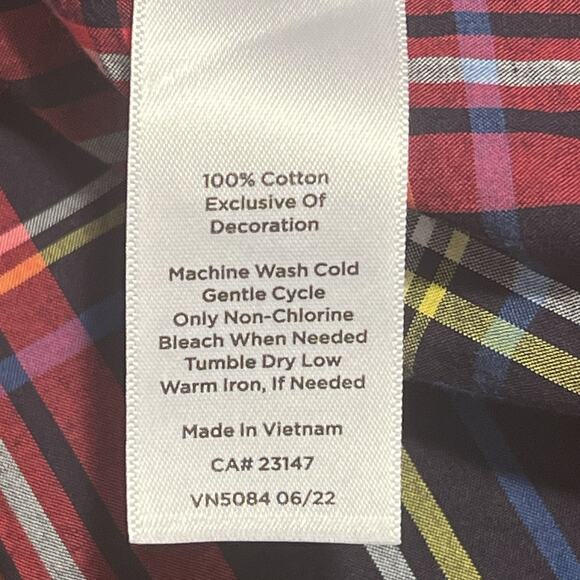 100% Cotton
Exclusive Of
Decoration
Machine Wash Cold
Gentle Cycle
Only Non-Chlorine
Bleach When Needed
Tumble Dry Low
Warm Iron, If Needed
Made In Vietnam
CA# 23147
VN5084 06/22